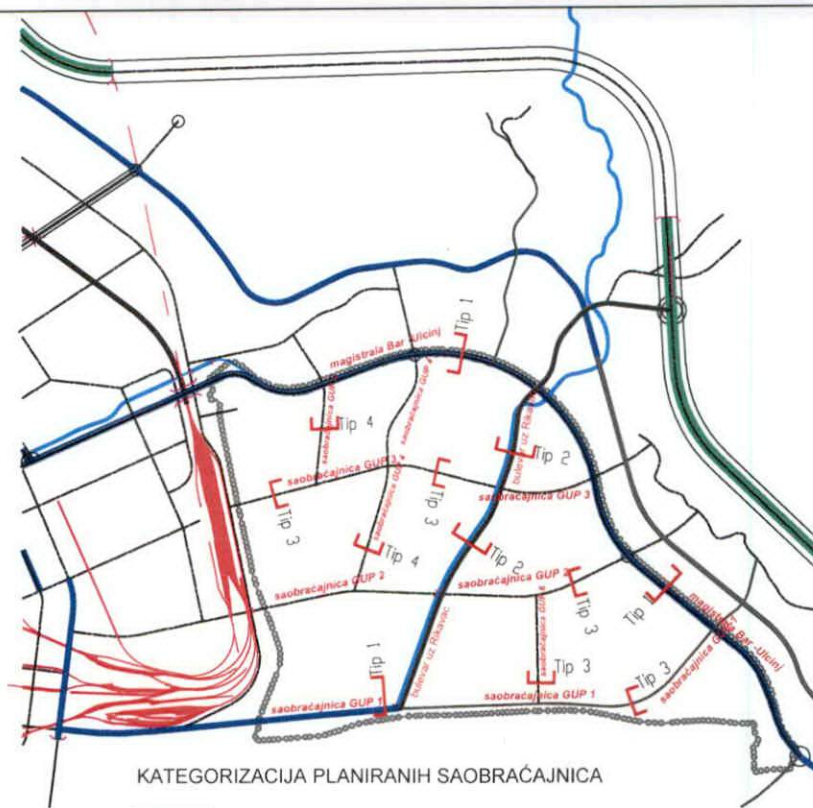 Tip 1
magistrala Bar -Ulcinj
saobraćajnica GUP 4
Tip 4
bulevar uz Rikavac
Tip 2
saobraćajnica GUP 3
Tip 3
Tip 3
saobraćajnica GUP 3
Tip 4
Tip 2
saobraćajnica GUP 2
saobraćajnica GUP 2
Tip 3
Tip
magistrala Bar -Ulcinj
bulevar uz Rikavac
Tip 1
Tip 3
Tip 3
saobraćajnica GUP 1
saobraćajnica GUP 1
KATEGORIZACIJA PLANIRANIH SAOBRAĆAJNICA